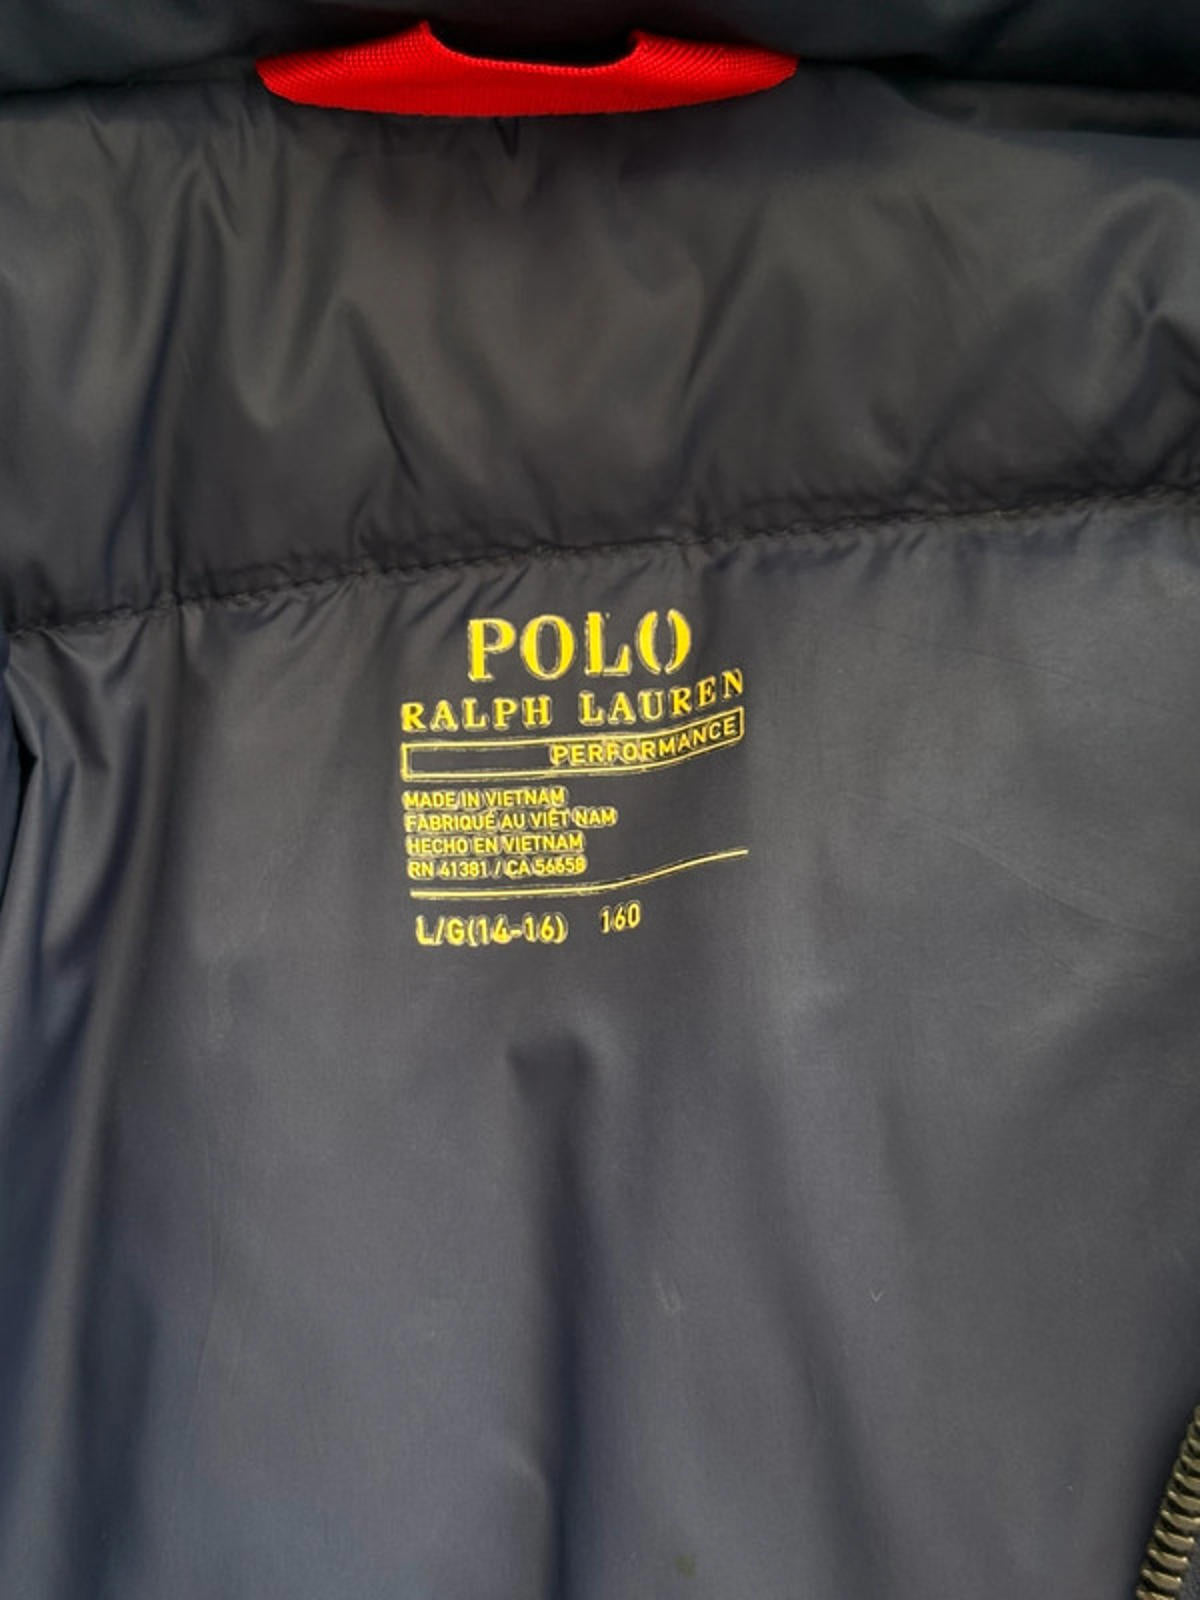 POLO
RALPH LAUREN
PERFORMANCE
MADE IN VIETNAM
FABRIQUÉ AU VIÊT NAM
HECHO EN VIETNAM
RN 41381 / CA 56658
L/G(14-16) 160